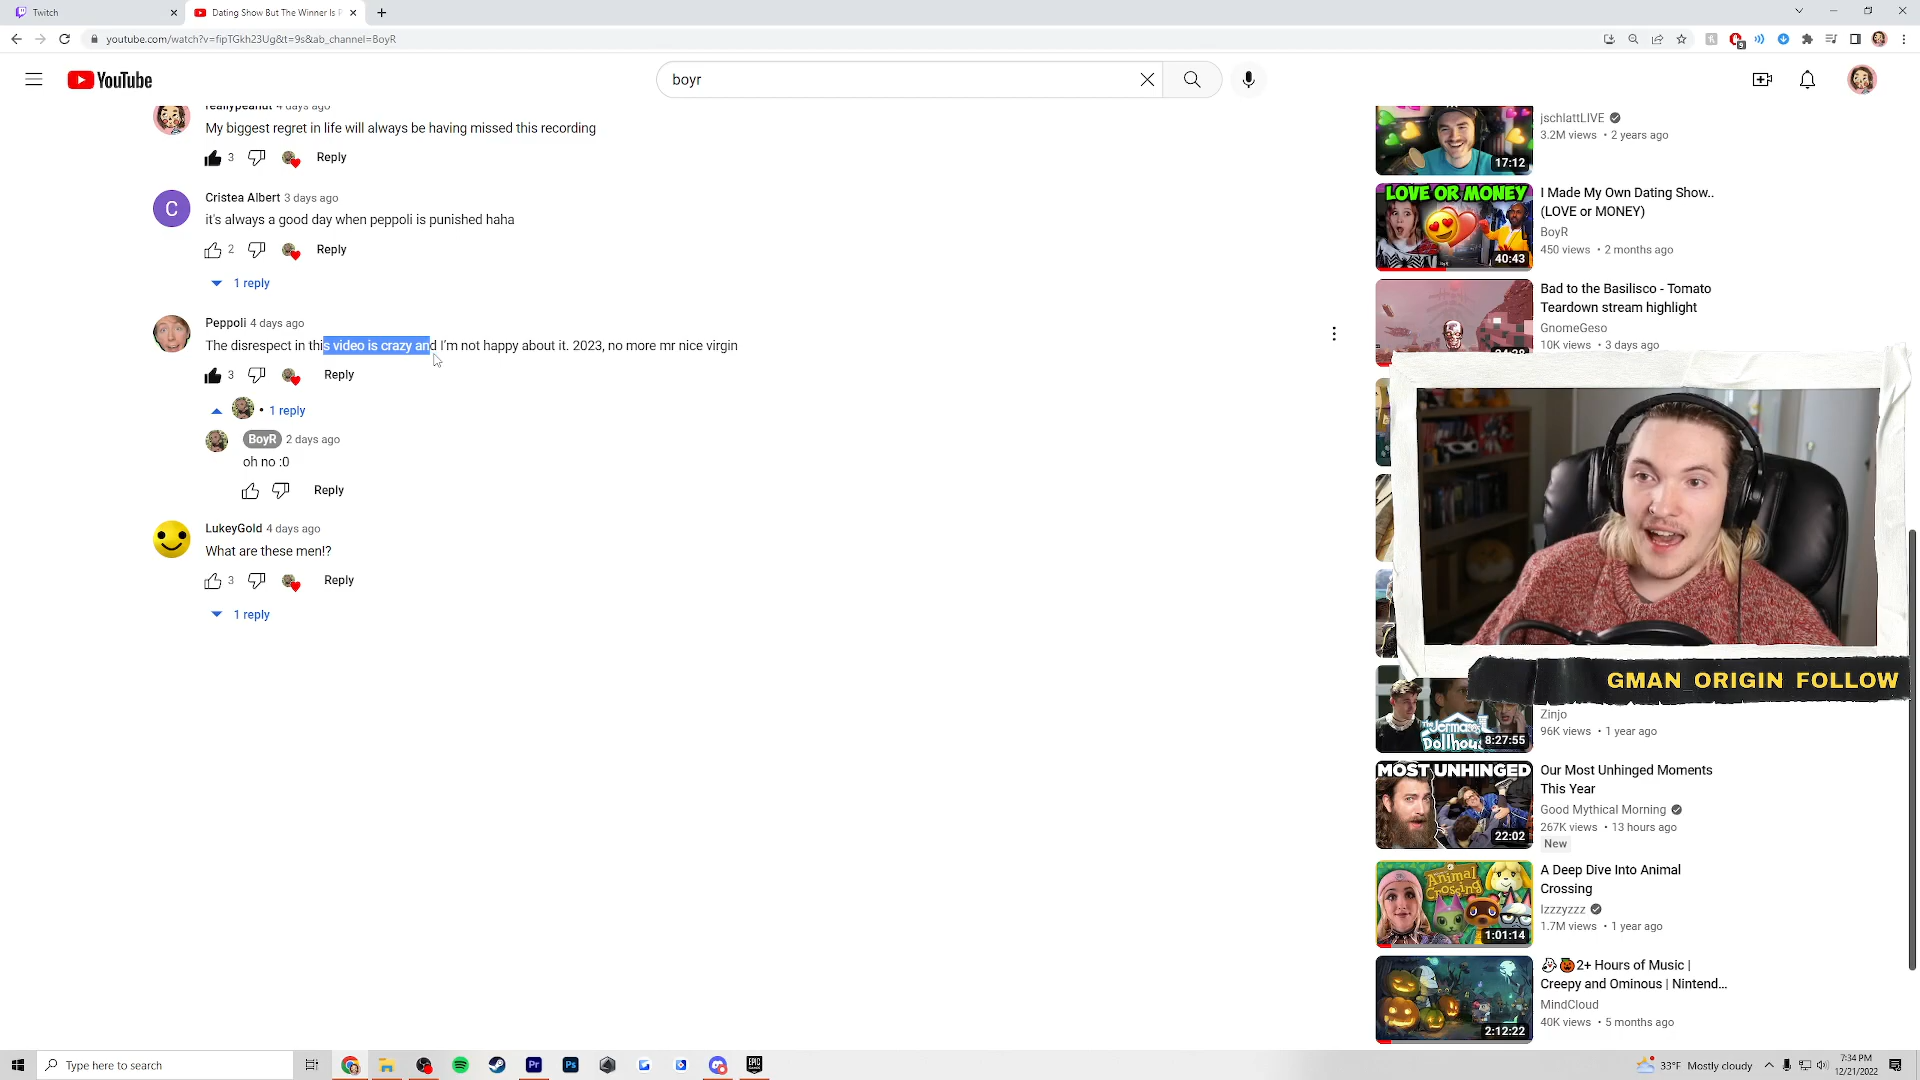 Twitch
Dating Show But The Winner Is
youtube.com/watch?v=fipTGkh23Ug&t=9s&ab_channel=BoyR
9
YouTube
boyr
reallypeanut 4 days ago
My biggest regret in life will always be having missed this recording
3 Reply
Cristea Albert 3 days ago
it's always a good day when peppoli is punished haha
2 Reply
1 reply
Peppoli 4 days ago
The disrespect in this video is crazy and I'm not happy about it. 2023, no more mr nice virgin
3 Reply
• 1 reply
BoyR 2 days ago
oh no :0
Reply
LukeyGold 4 days ago
What are these men!?
3 Reply
1 reply
17:12
jschlattLIVE
3.2M views • 2 years ago
LOVE OR MONEY
40:43
I Made My Own Dating Show..
(LOVE or MONEY)
BoyR
450 views • 2 months ago
Bad to the Basilisco - Tomato
Teardown stream highlight
GnomeGeso
10K views • 3 days ago
GMAN_ORIGIN FOLLOW
The Jerma985
Dollhouse
8:27:55
Zinjo
96K views • 1 year ago
MOST UNHINGED
22:02
Our Most Unhinged Moments
This Year
Good Mythical Morning
267K views • 13 hours ago
New
Animal
Crossing
1:01:14
A Deep Dive Into Animal
Crossing
Izzzyzzz
1.7M views • 1 year ago
2:12:22
👻🎃2+ Hours of Music |
Creepy and Ominous | Nintend...
MindCloud
40K views • 5 months ago
Type here to search
Pr
Ps
EPIC
33°F Mostly cloudy
7:34 PM
12/21/2022